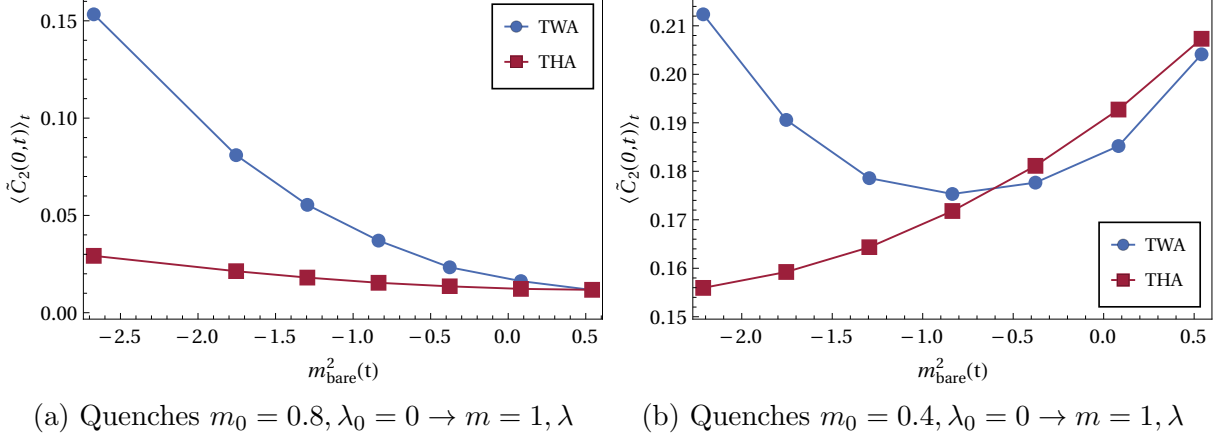 0.15
0.10
0.05
0.00
⟨C̃₂(0,t)⟩ₜ
−2.5 −2.0 −1.5 −1.0 −0.5 0.0 0.5
m²bare(t)
TWA
THA
(a) Quenches m₀ = 0.8, λ₀ = 0 → m = 1, λ
0.21
0.20
0.19
0.18
0.17
0.16
0.15
⟨C̃₂(0,t)⟩ₜ
−2.0 −1.5 −1.0 −0.5 0.0 0.5
m²bare(t)
TWA
THA
(b) Quenches m₀ = 0.4, λ₀ = 0 → m = 1, λ